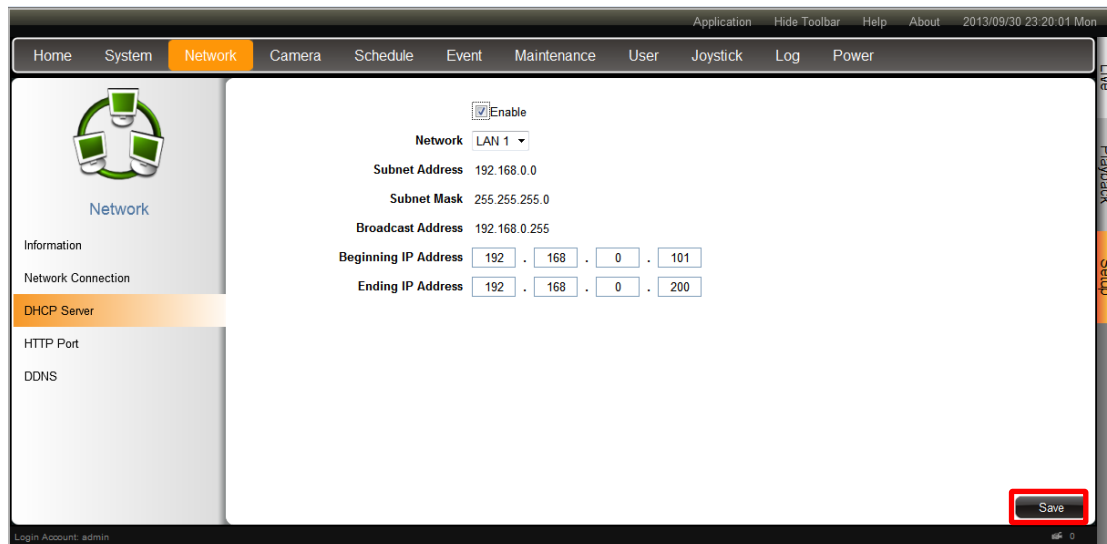 Application Hide Toolbar Help About 2013/09/30 23:20:01 Mon
Home System Network Camera Schedule Event Maintenance User Joystick Log Power
Live
Playback
Setup
Network
Information
Network Connection
DHCP Server
HTTP Port
DDNS
Enable
Network LAN 1
Subnet Address 192.168.0.0
Subnet Mask 255.255.255.0
Broadcast Address 192.168.0.255
Beginning IP Address 192 . 168 . 0 . 101
Ending IP Address 192 . 168 . 0 . 200
Save
Login Account: admin 0